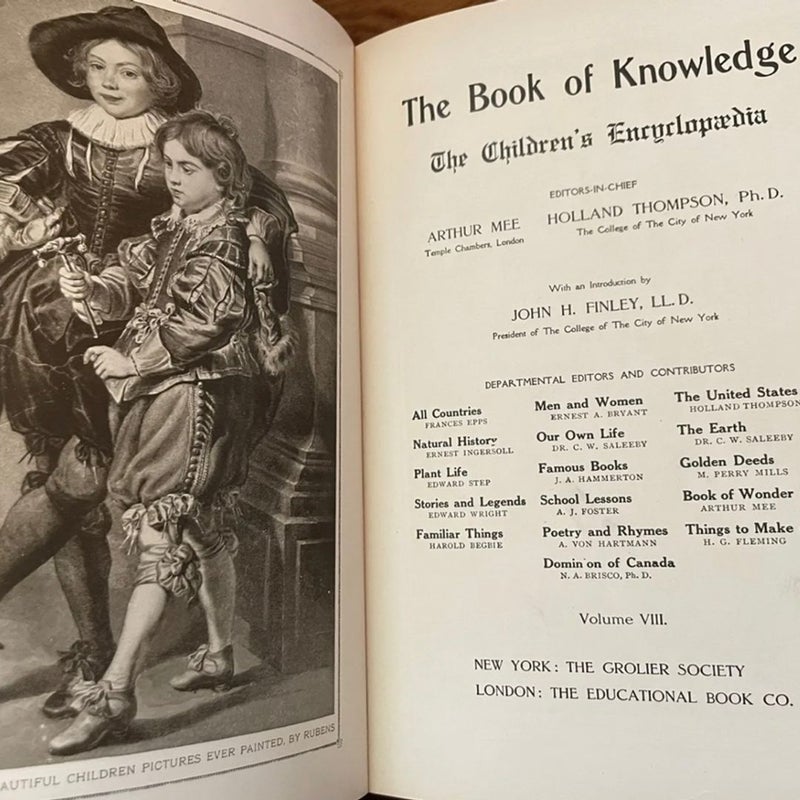 AUTIFUL CHILDREN PICTURES EVER PAINTED, BY RUBENS
The Book of Knowledge
The Children's Encyclopædia
EDITORS-IN-CHIEF
ARTHUR MEE
Temple Chambers, London
HOLLAND THOMPSON, Ph. D.
The College of The City of New York
With an Introduction by
JOHN H. FINLEY, LL. D.
President of The College of The City of New York
DEPARTMENTAL EDITORS AND CONTRIBUTORS
All Countries
FRANCES EPPS
Natural History
ERNEST INGERSOLL
Plant Life
EDWARD STEP
Stories and Legends
EDWARD WRIGHT
Familiar Things
HAROLD BEGBIE
Men and Women
ERNEST A. BRYANT
Our Own Life
DR. C. W. SALEEBY
Famous Books
J. A. HAMMERTON
School Lessons
A. J. FOSTER
Poetry and Rhymes
A. VON HARTMANN
Domin on of Canada
N. A. BRISCO, Ph. D.
The United States
HOLLAND THOMPSON
The Earth
DR. C. W. SALEEBY
Golden Deeds
M. PERRY MILLS
Book of Wonder
ARTHUR MEE
Things to Make
H. G. FLEMING
Volume VIII.
NEW YORK: THE GROLIER SOCIETY
LONDON: THE EDUCATIONAL BOOK CO.